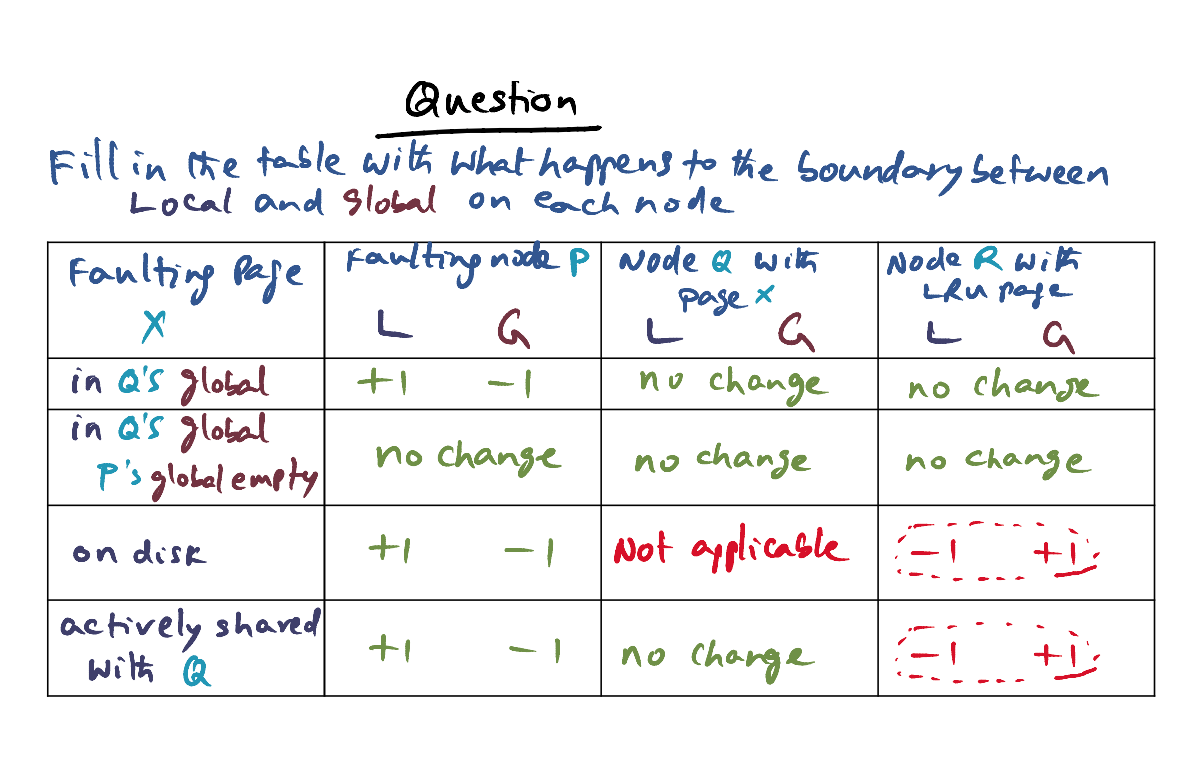 Question
Fill in the table with what happens to the boundary between
Local and global on each node
Faulting Page
X
Faulting node P
L G
Node Q with
page X
L G
Node R with
LRU page
L G
in Q's global
+1 -1
no change
no change
in Q's global
P's global empty
no change
no change
no change
on disk
+1 -1
Not applicable
-1 +1
actively shared
with Q
+1 -1
no change
-1 +1